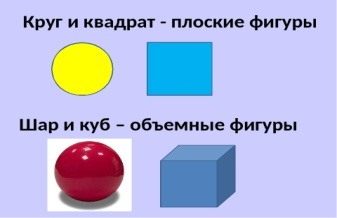 Круг и квадрат - плоские фигуры
Шар и куб – объемные фигуры